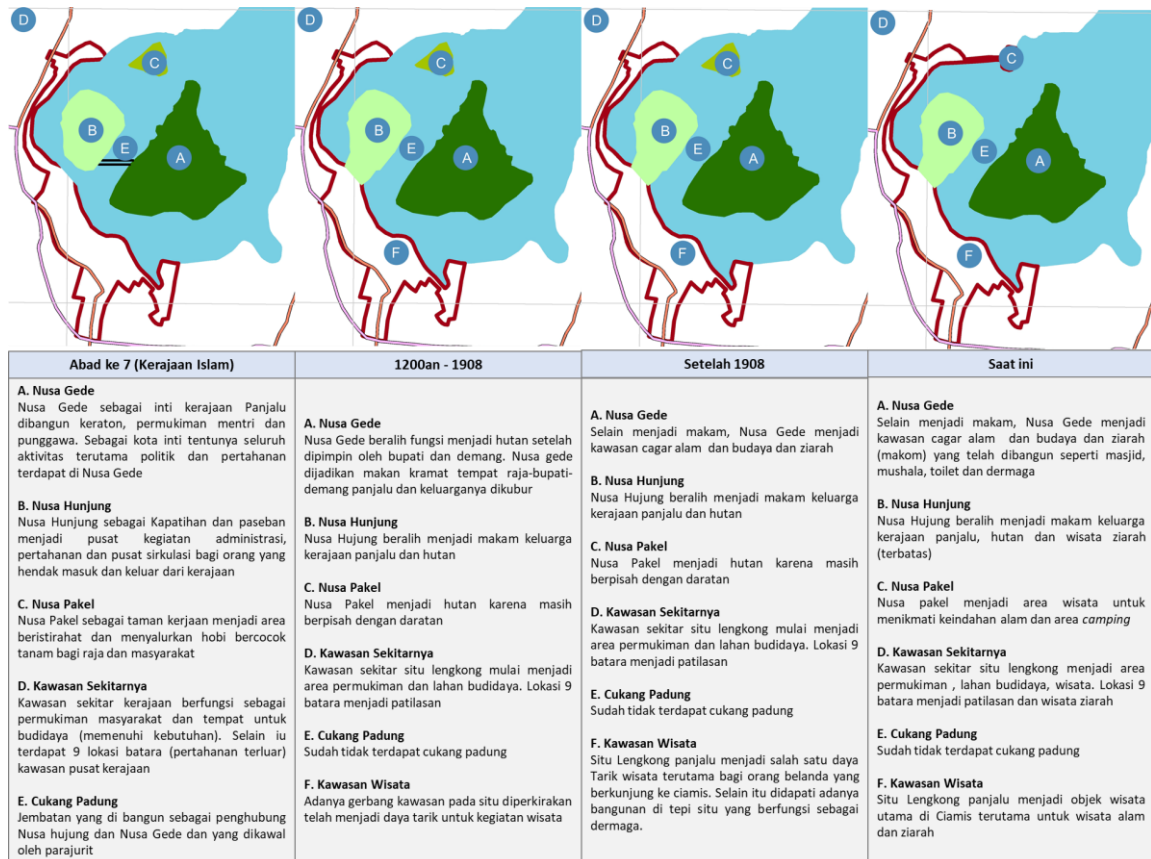 D
C
B
E
A
D
C
B
E
A
F
D
C
B
E
A
F
D
C
B
E
A
F
Abad ke 7 (Kerajaan Islam)
A. Nusa Gede
Nusa Gede sebagai inti kerajaan Panjalu
dibangun keraton, permukiman mentri dan
punggawa. Sebagai kota inti tentunya seluruh
aktivitas terutama politik dan pertahanan
terdapat di Nusa Gede
B. Nusa Hunjung
Nusa Hunjung sebagai Kapatihan dan paseban
menjadi pusat kegiatan administrasi,
pertahanan dan pusat sirkulasi bagi orang yang
hendak masuk dan keluar dari kerajaan
C. Nusa Pakel
Nusa Pakel sebagai taman kerjaan menjadi area
beristirahat dan menyalurkan hobi bercocok
tanam bagi raja dan masyarakat
D. Kawasan Sekitarnya
Kawasan sekitar kerajaan berfungsi sebagai
permukiman masyarakat dan tempat untuk
budidaya (memenuhi kebutuhan). Selain iu
terdapat 9 lokasi batara (pertahanan terluar)
kawasan pusat kerajaan
E. Cukang Padung
Jembatan yang di bangun sebagai penghubung
Nusa hujung dan Nusa Gede dan yang dikawal
oleh parajurit
1200an - 1908
A. Nusa Gede
Nusa Gede beralih fungsi menjadi hutan setelah
dipimpin oleh bupati dan demang. Nusa gede
dijadikan makan kramat tempat raja-bupati-
demang panjalu dan keluarganya dikubur
B. Nusa Hunjung
Nusa Hujung beralih menjadi makam keluarga
kerajaan panjalu dan hutan
C. Nusa Pakel
Nusa Pakel menjadi hutan karena masih
berpisah dengan daratan
D. Kawasan Sekitarnya
Kawasan sekitar situ lengkong mulai menjadi
area permukiman dan lahan budidaya. Lokasi 9
batara menjadi patilasan
E. Cukang Padung
Sudah tidak terdapat cukang padung
F. Kawasan Wisata
Adanya gerbang kawasan pada situ diperkirakan
telah menjadi daya tarik untuk kegiatan wisata
Setelah 1908
A. Nusa Gede
Selain menjadi makam, Nusa Gede menjadi
kawasan cagar alam dan budaya dan ziarah
B. Nusa Hunjung
Nusa Hujung beralih menjadi makam keluarga
kerajaan panjalu dan hutan
C. Nusa Pakel
Nusa Pakel menjadi hutan karena masih
berpisah dengan daratan
D. Kawasan Sekitarnya
Kawasan sekitar situ lengkong mulai menjadi
area permukiman dan lahan budidaya. Lokasi 9
batara menjadi patilasan
E. Cukang Padung
Sudah tidak terdapat cukang padung
F. Kawasan Wisata
Situ Lengkong panjalu menjadi salah satu daya
Tarik wisata terutama bagi orang belanda yang
berkunjung ke ciamis. Selain itu didapati adanya
bangunan di tepi situ yang berfungsi sebagai
dermaga.
Saat ini
A. Nusa Gede
Selain menjadi makam, Nusa Gede menjadi
kawasan cagar alam dan budaya dan ziarah
(makom) yang telah dibangun seperti masjid,
mushala, toilet dan dermaga
B. Nusa Hunjung
Nusa Hujung beralih menjadi makam keluarga
kerajaan panjalu, hutan dan wisata ziarah
(terbatas)
C. Nusa Pakel
Nusa pakel menjadi area wisata untuk
menikmati keindahan alam dan area camping
D. Kawasan Sekitarnya
Kawasan sekitar situ lengkong menjadi area
permukiman , lahan budidaya, wisata. Lokasi 9
batara menjadi patilasan dan wisata ziarah
E. Cukang Padung
Sudah tidak terdapat cukang padung
F. Kawasan Wisata
Situ Lengkong panjalu menjadi objek wisata
utama di Ciamis terutama untuk wisata alam
dan ziarah